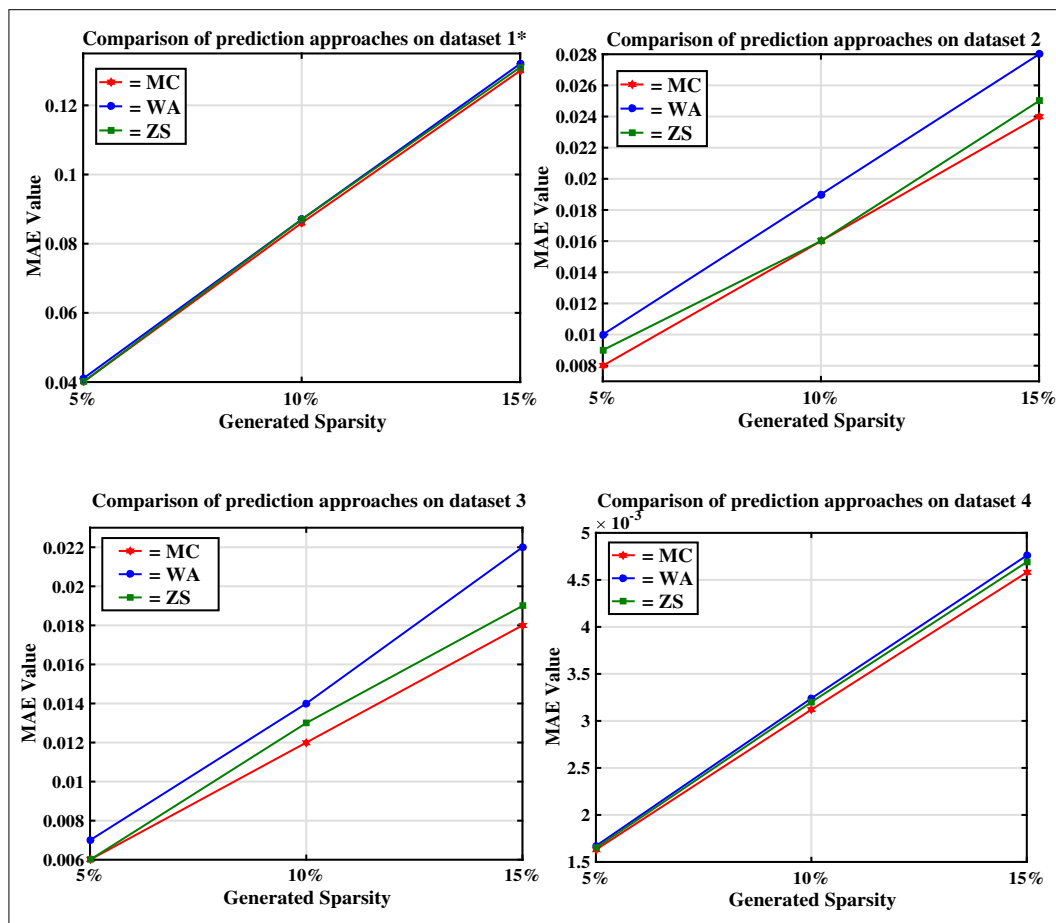 Comparison of prediction approaches on dataset 1*
= MC
= WA
= ZS
MAE Value
0.12
0.1
0.08
0.06
0.04
5%
10%
15%
Generated Sparsity
Comparison of prediction approaches on dataset 2
= MC
= WA
= ZS
MAE Value
0.028
0.026
0.024
0.022
0.02
0.018
0.016
0.014
0.012
0.01
0.008
5%
10%
15%
Generated Sparsity
Comparison of prediction approaches on dataset 3
= MC
= WA
= ZS
MAE Value
0.022
0.02
0.018
0.016
0.014
0.012
0.01
0.008
0.006
5%
10%
15%
Generated Sparsity
Comparison of prediction approaches on dataset 4
× 10⁻³
= MC
= WA
= ZS
MAE Value
5
4.5
4
3.5
3
2.5
2
1.5
5%
10%
15%
Generated Sparsity